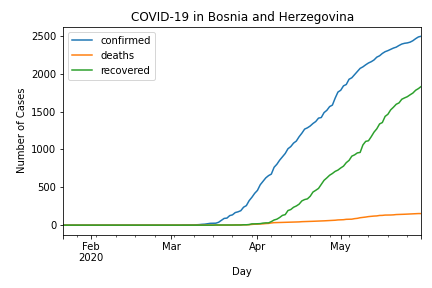 COVID-19 in Bosnia and Herzegovina
confirmed
deaths
recovered
Number of Cases
2500
2000
1500
1000
500
0
Feb
2020
Mar
Apr
May
Day